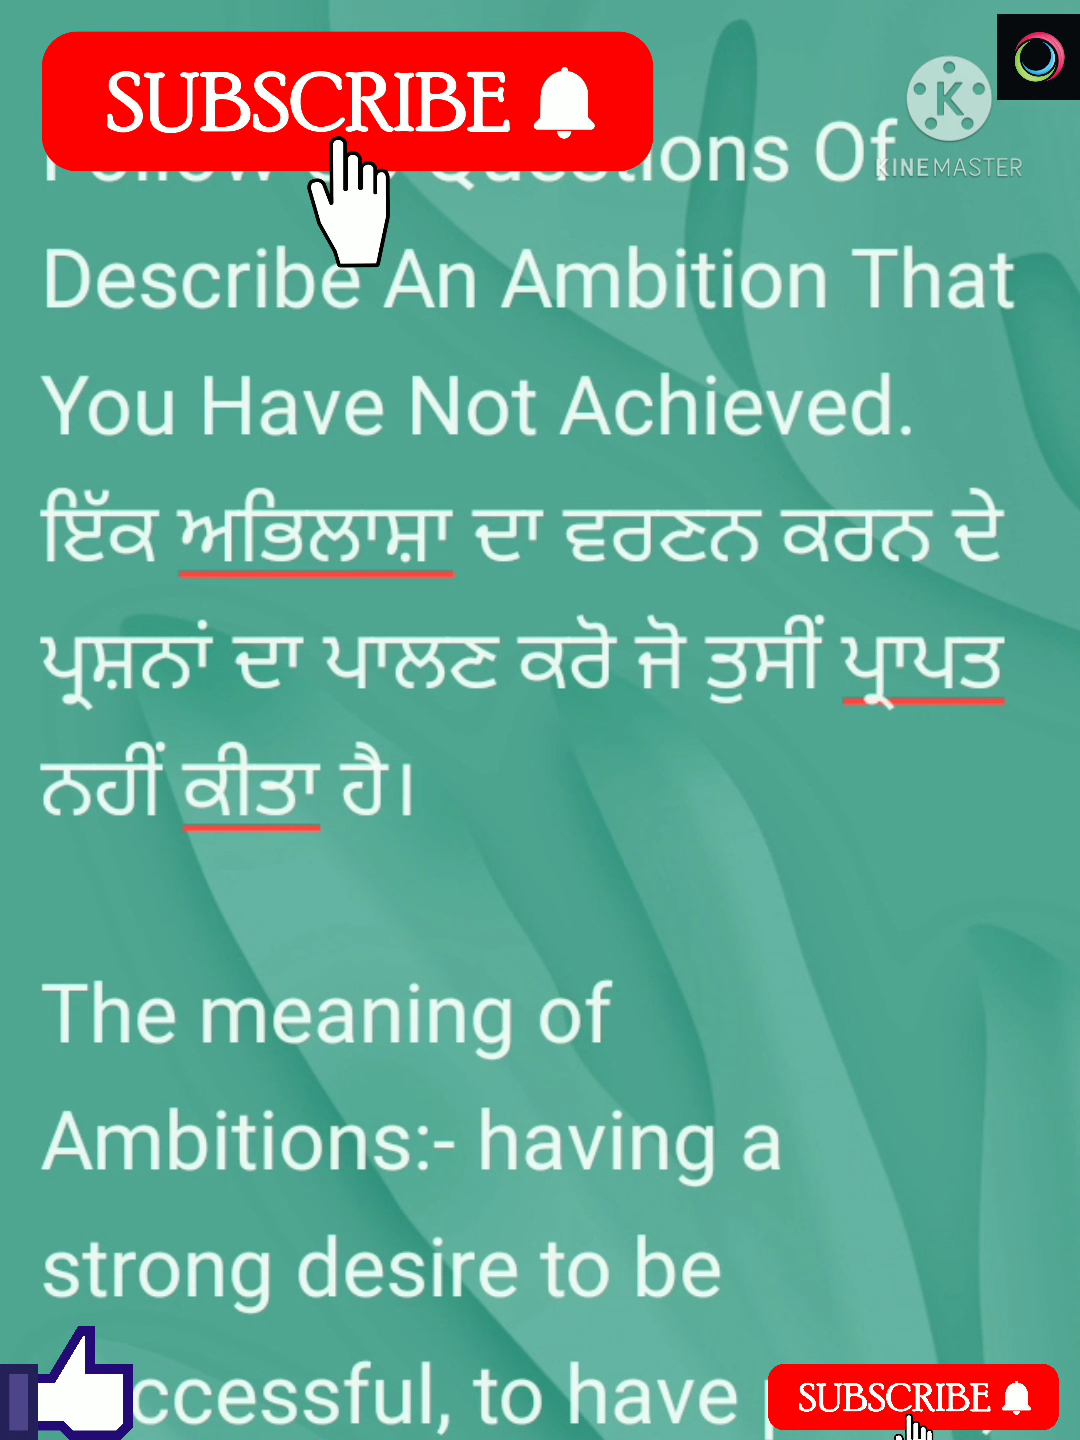 SUBSCRIBE
Of
KINEMASTER
Describe An Ambition That
You Have Not Achieved.
ਇੱਕ ਅਭਿਲਾਸ਼ਾ ਦਾ ਵਰਣਨ ਕਰਨ ਦੇ
ਪ੍ਰਸ਼ਨਾਂ ਦਾ ਪਾਲਣ ਕਰੋ ਜੋ ਤੁਸੀਂ ਪ੍ਰਾਪਤ
ਨਹੀਂ ਕੀਤਾ ਹੈ।
The meaning of
Ambitions:- having a
strong desire to be
ccessful, to have
SUBSCRIBE